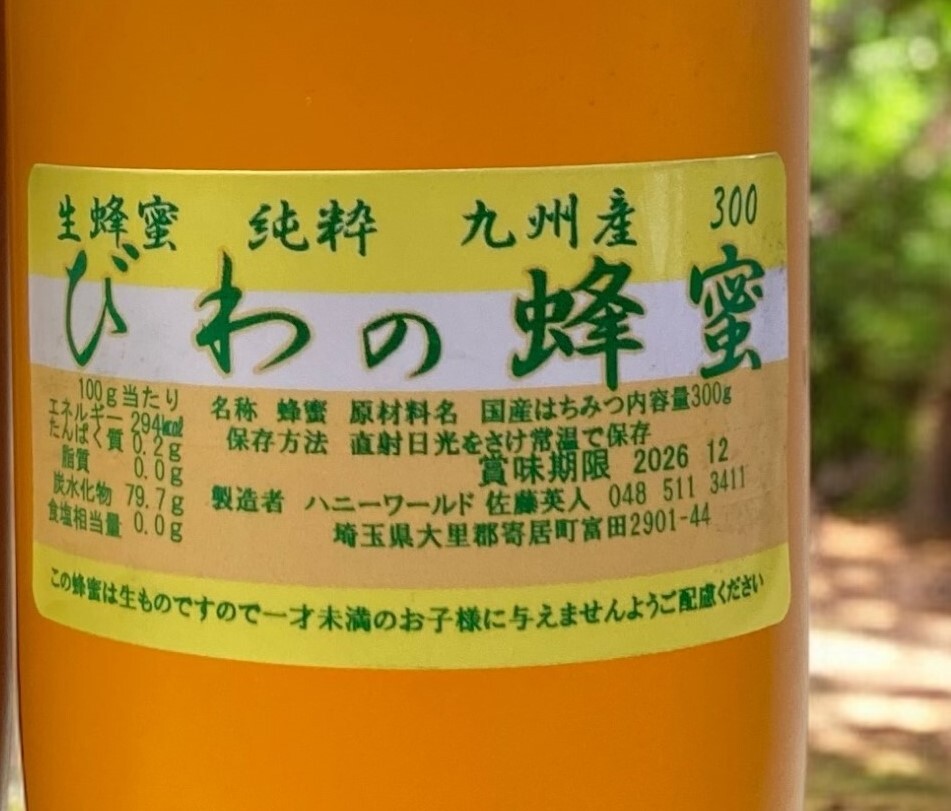 生蜂蜜 純粋 九州産 300
びわの蜂蜜
100g当たり
エネルギー 294kcal
たんぱく質 0.2g
脂質 0.0g
炭水化物 79.7g
食塩相当量 0.0g
名称 蜂蜜 原材料名 国産はちみつ内容量300g
保存方法 直射日光をさけ常温で保存
賞味期限 2026 12
製造者 ハニーワールド 佐藤英人 048 511 3411
埼玉県大里郡寄居町富田2901-44
この蜂蜜は生ものですので一才未満のお子様に与えませんようご配慮ください